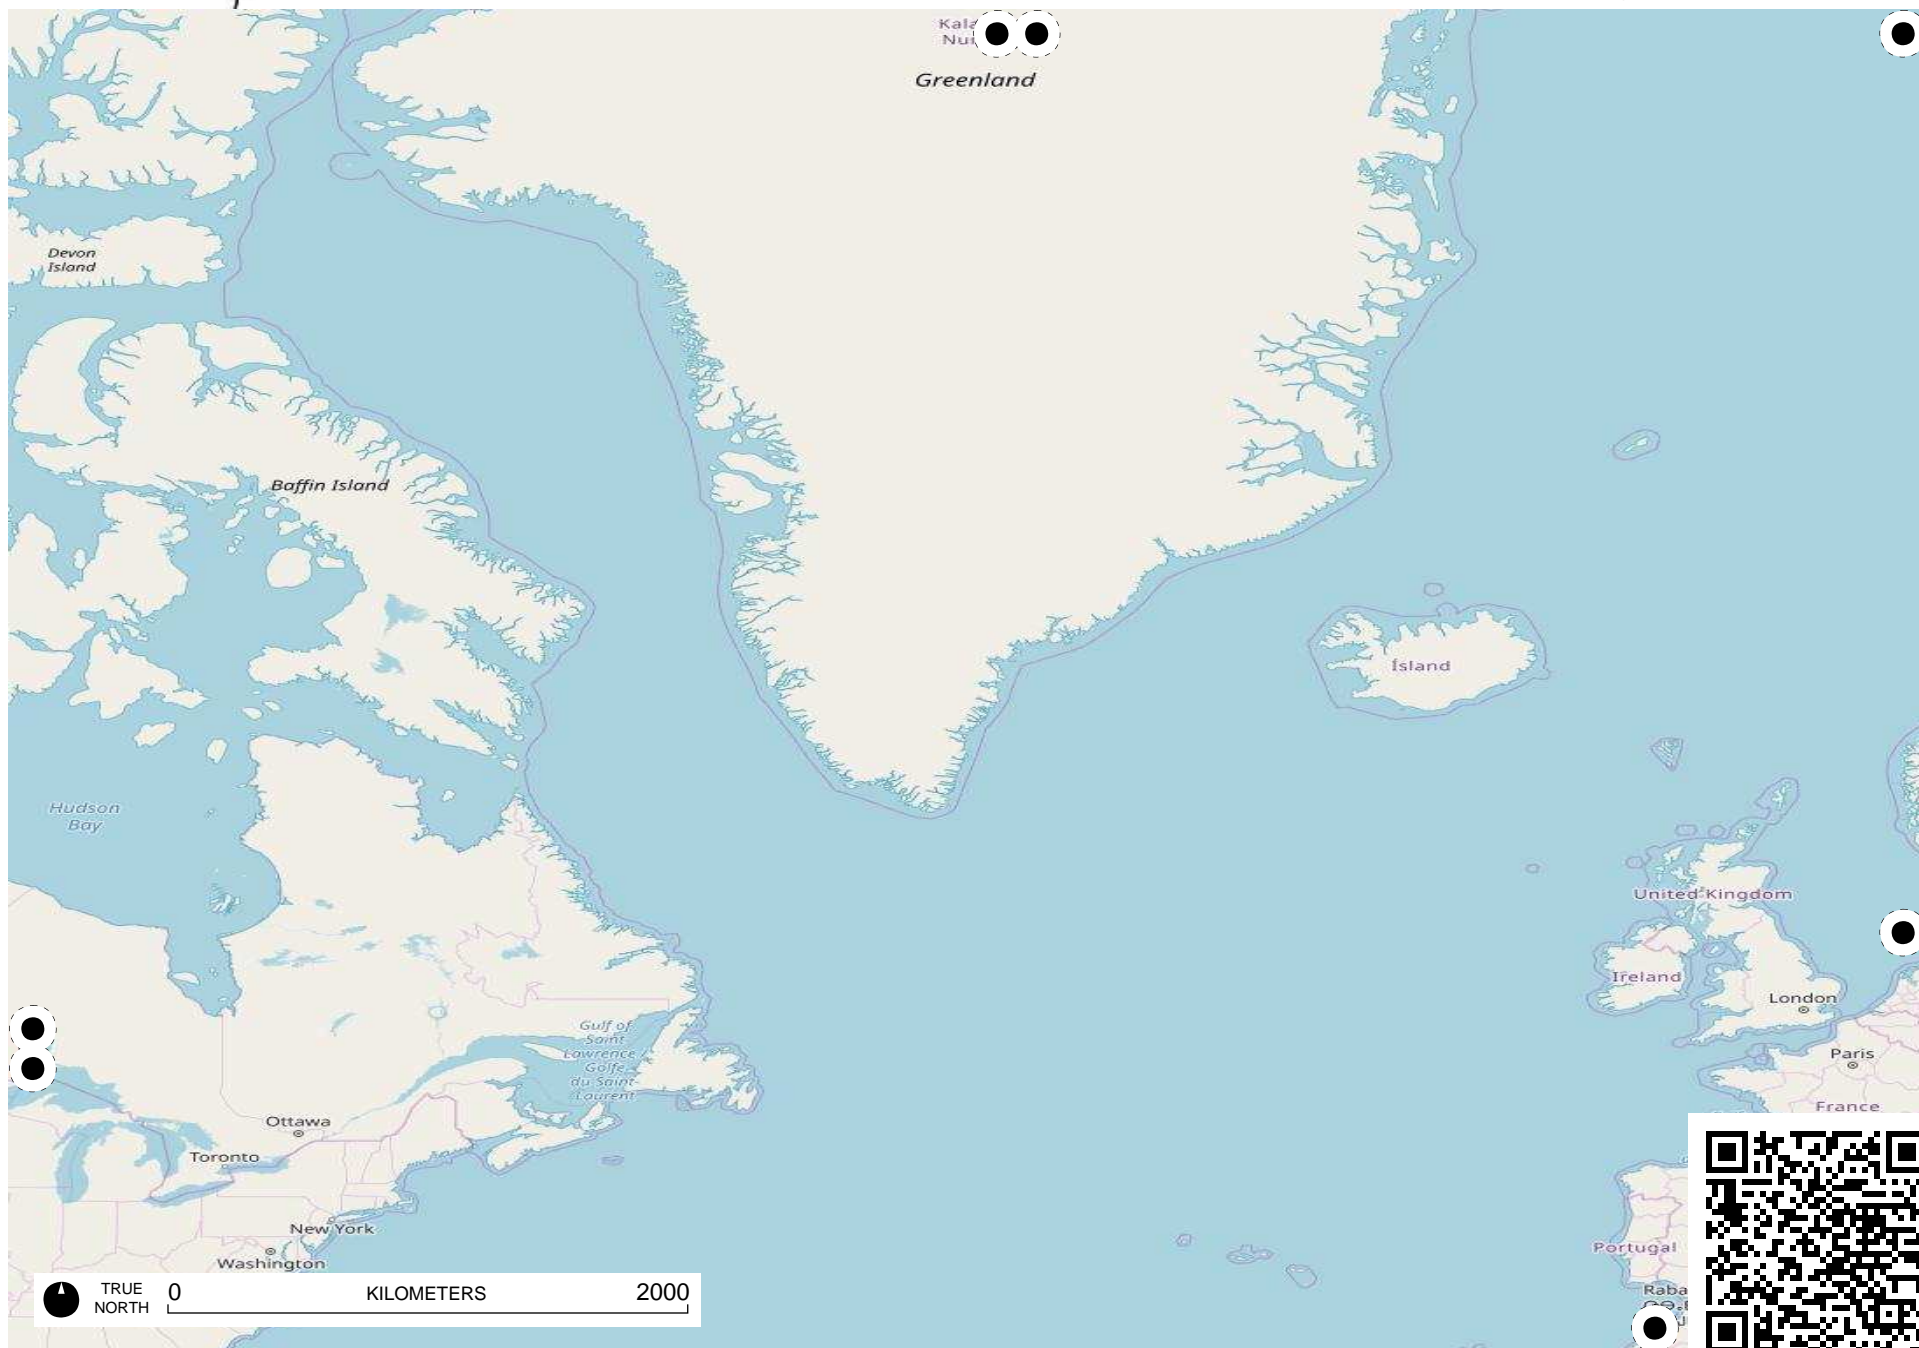 Greenland
Devon
Island
Baffin Island
Ísland
Hudson
Bay
United Kingdom
Ireland
London
Gulf of
Saint
Lawrence
Golfe
du Saint-
Laurent
Paris
France
Ottawa
Toronto
New York
Washington
Portugal
TRUE
NORTH
0
KILOMETERS
2000